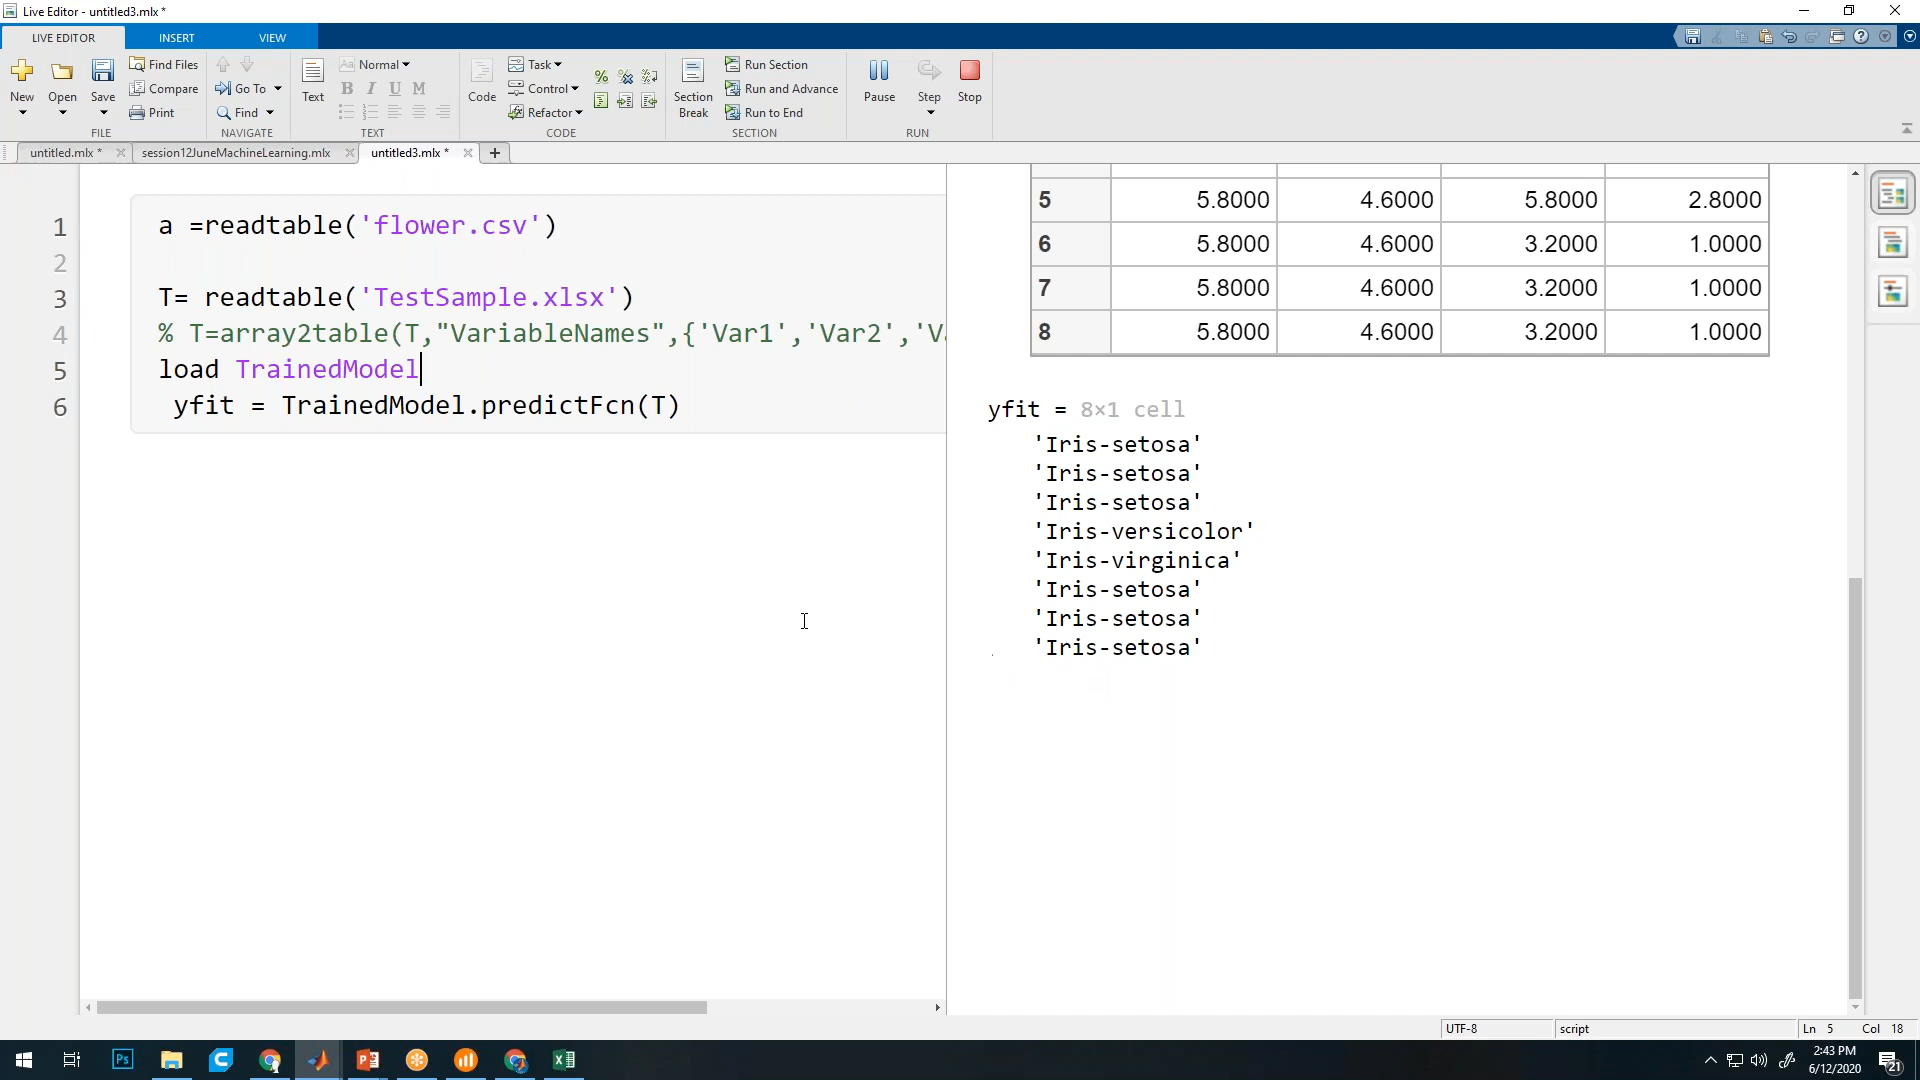 Live Editor - untitled3.mlx *
LIVE EDITOR INSERT VIEW
New Open Save Find Files Compare Print FILE
Go To Find NAVIGATE
Text Normal B I U M TEXT
Code Task Control Refactor CODE
Section Break Run Section Run and Advance Run to End SECTION
Pause Step Stop RUN
untitled.mlx * session12JuneMachineLearning.mlx untitled3.mlx *
1 a =readtable('flower.csv')
2
3 T= readtable('TestSample.xlsx')
4 % T=array2table(T,"VariableNames",{'Var1','Var2','Va
5 load TrainedModel
6 yfit = TrainedModel.predictFcn(T)
5 5.8000 4.6000 5.8000 2.8000
6 5.8000 4.6000 3.2000 1.0000
7 5.8000 4.6000 3.2000 1.0000
8 5.8000 4.6000 3.2000 1.0000
yfit = 8×1 cell
'Iris-setosa'
'Iris-setosa'
'Iris-setosa'
'Iris-versicolor'
'Iris-virginica'
'Iris-setosa'
'Iris-setosa'
'Iris-setosa'
UTF-8 script Ln 5 Col 18
Ps
2:43 PM
6/12/2020
21